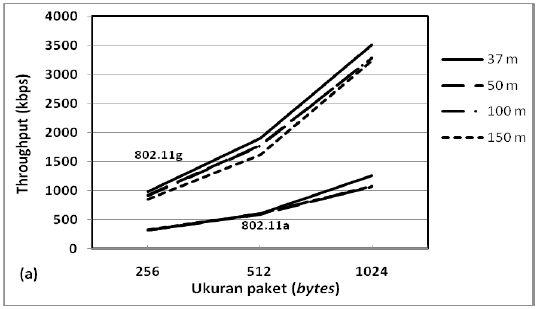 4000
3500
3000
2500
2000
1500
1000
500
0
Throughput (kbps)
802.11g
802.11a
37 m
50 m
100 m
150 m
256 512 1024
Ukuran paket (bytes)
(a)